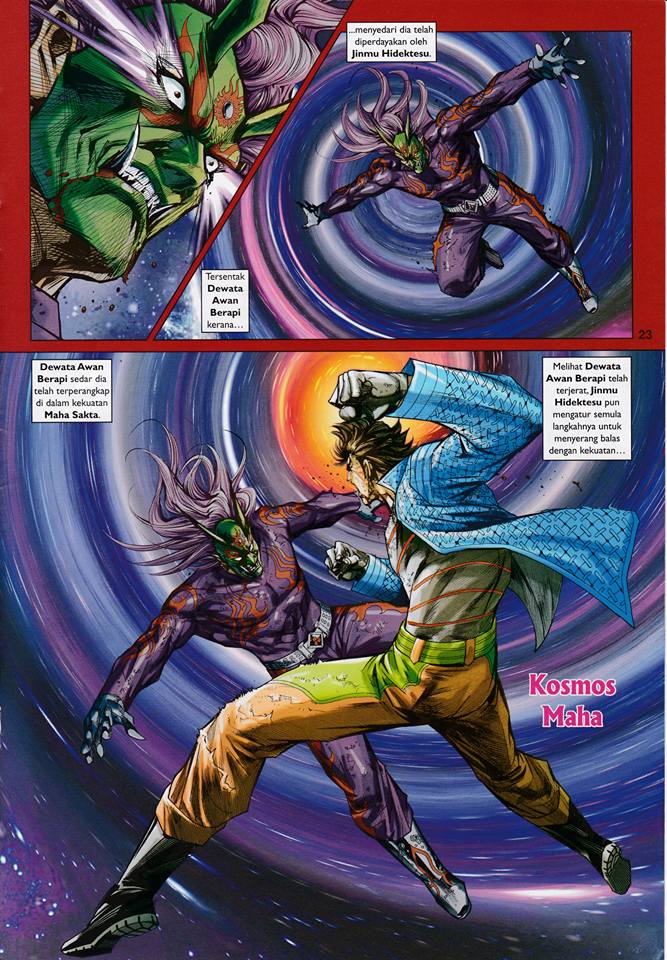 Tersentak
Dewata
Awan
Berapi
kerana...
...menyedari dia telah
diperdayakan oleh
Jinmu Hidektesu.
23
Dewata Awan
Berapi sedar dia
telah terperangkap
di dalam kekuatan
Maha Sakta.
Melihat Dewata
Awan Berapi telah
terjerat, Jinmu
Hidektesu pun
mengatur semula
langkahnya untuk
menyerang balas
dengan kekuatan...
Kosmos
Maha